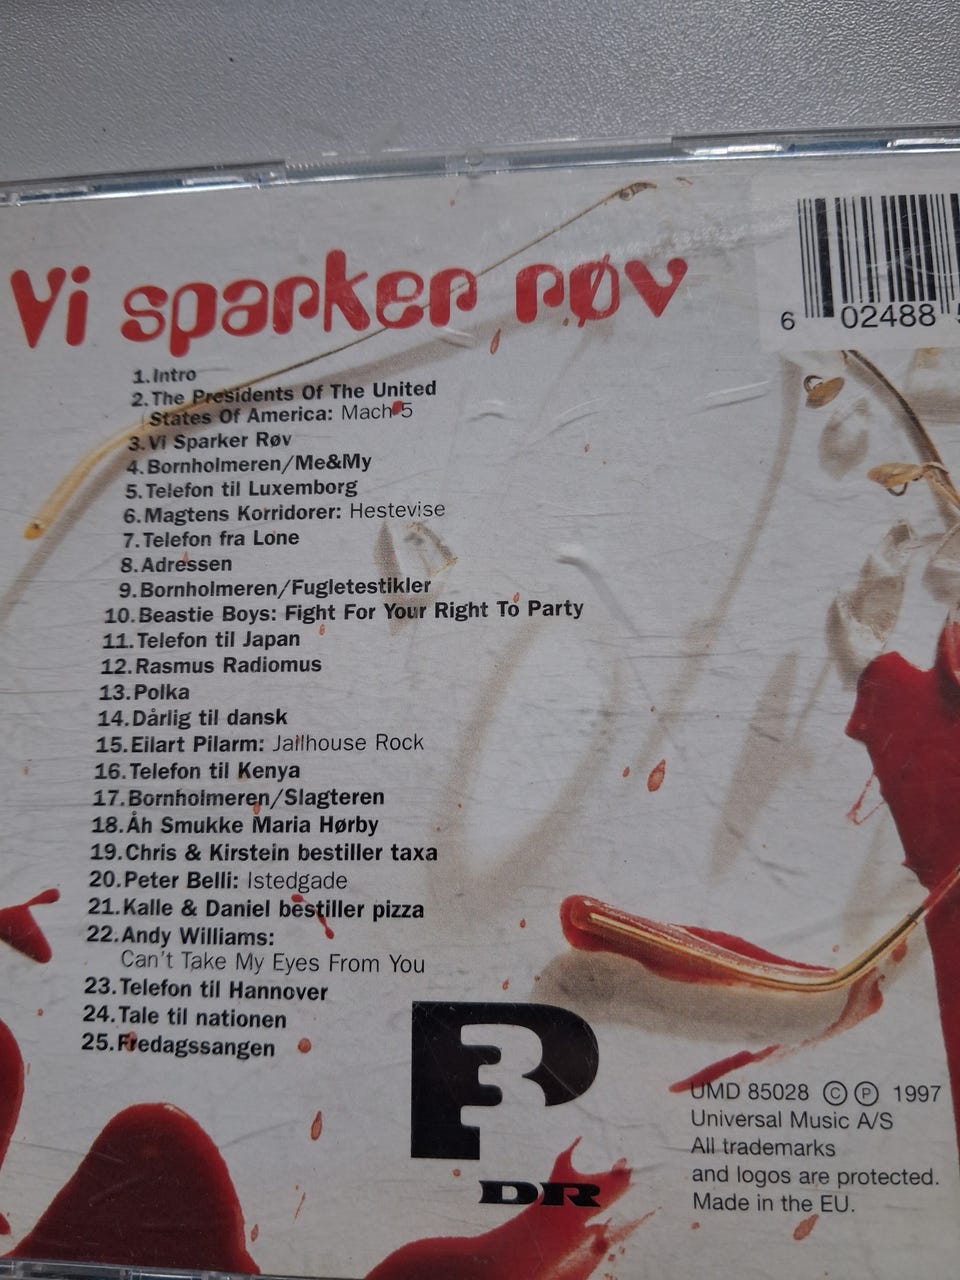 Vi sparker røv
6 02488
1. Intro
2. The Presidents Of The United
States Of America: Mach 5
3. Vi Sparker Røv
4. Bornholmeren/Me&My
5. Telefon til Luxemborg
6. Magtens Korridorer: Hestevise
7. Telefon fra Lone
8. Adressen
9. Bornholmeren/Fugletestikler
10. Beastie Boys: Fight For Your Right To Party
11. Telefon til Japan
12. Rasmus Radiomus
13. Polka
14. Dårlig til dansk
15. Eilart Pilarm: Jailhouse Rock
16. Telefon til Kenya
17. Bornholmeren/Slagteren
18. Åh Smukke Maria Hørby
19. Chris & Kirstein bestiller taxa
20. Peter Belli: Istedgade
21. Kalle & Daniel bestiller pizza
22. Andy Williams:
Can't Take My Eyes From You
23. Telefon til Hannover
24. Tale til nationen
25. Fredagssangen
P3
DR
UMD 85028 © ℗ 1997
Universal Music A/S
All trademarks
and logos are protected.
Made in the EU.